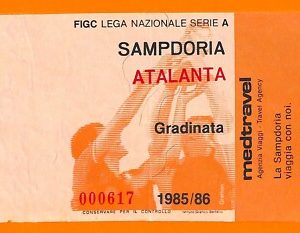 FIGC LEGA NAZIONALE SERIE A
SAMPDORIA
ATALANTA
Gradinata
000617
1985/86
CONSERVARE PER IL CONTROLLO
medtravel
Agenzia Viaggi - Travel Agency
La Sampdoria
viaggia con noi.